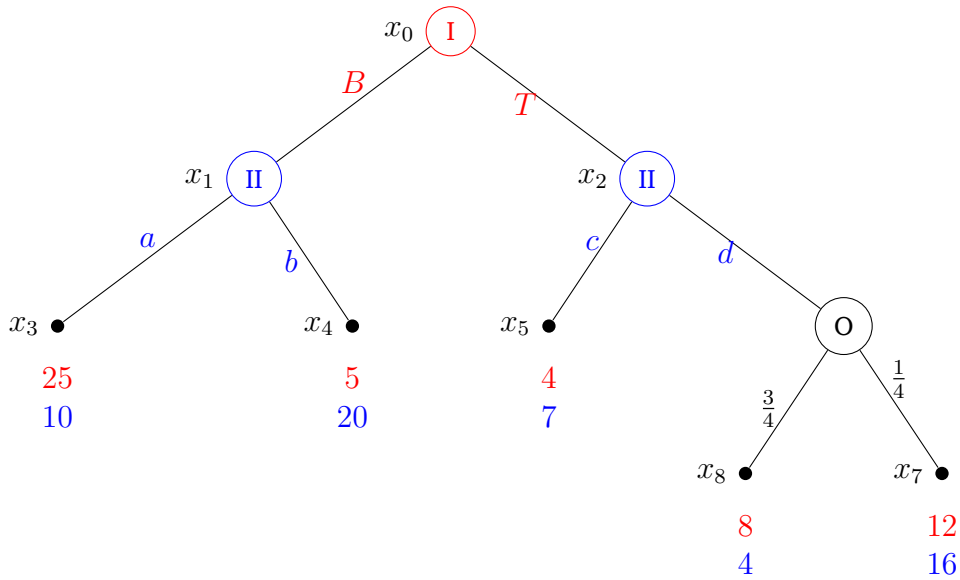 x₀ I
B T
x₁ II x₂ II
a b c d
x₃ x₄ x₅ O
25 5 4
10 20 7
3/4 1/4
x₈ x₇
8 12
4 16